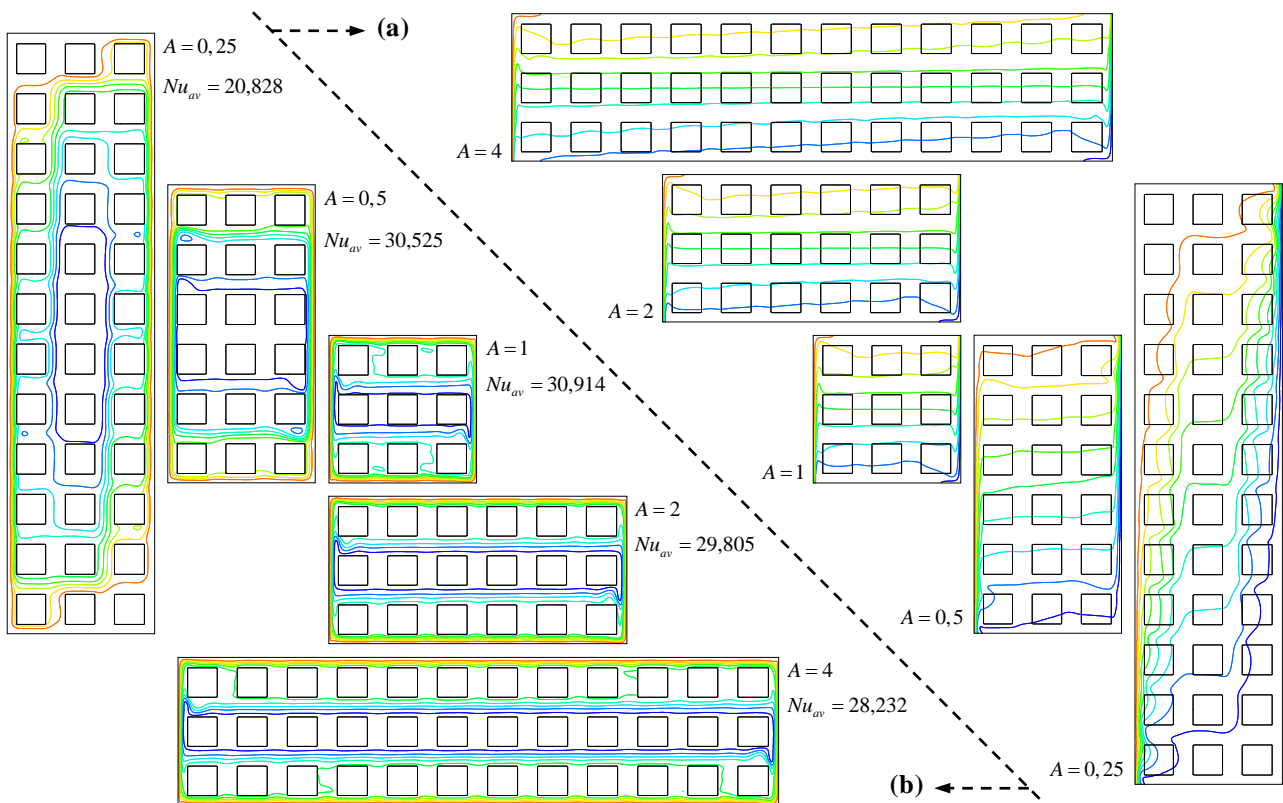 (a)
A = 0,25
Nu_av = 20,828
A = 4
A = 0,5
Nu_av = 30,525
A = 2
A = 1
Nu_av = 30,914
A = 1
A = 2
Nu_av = 29,805
A = 0,5
A = 4
Nu_av = 28,232
A = 0,25
(b)